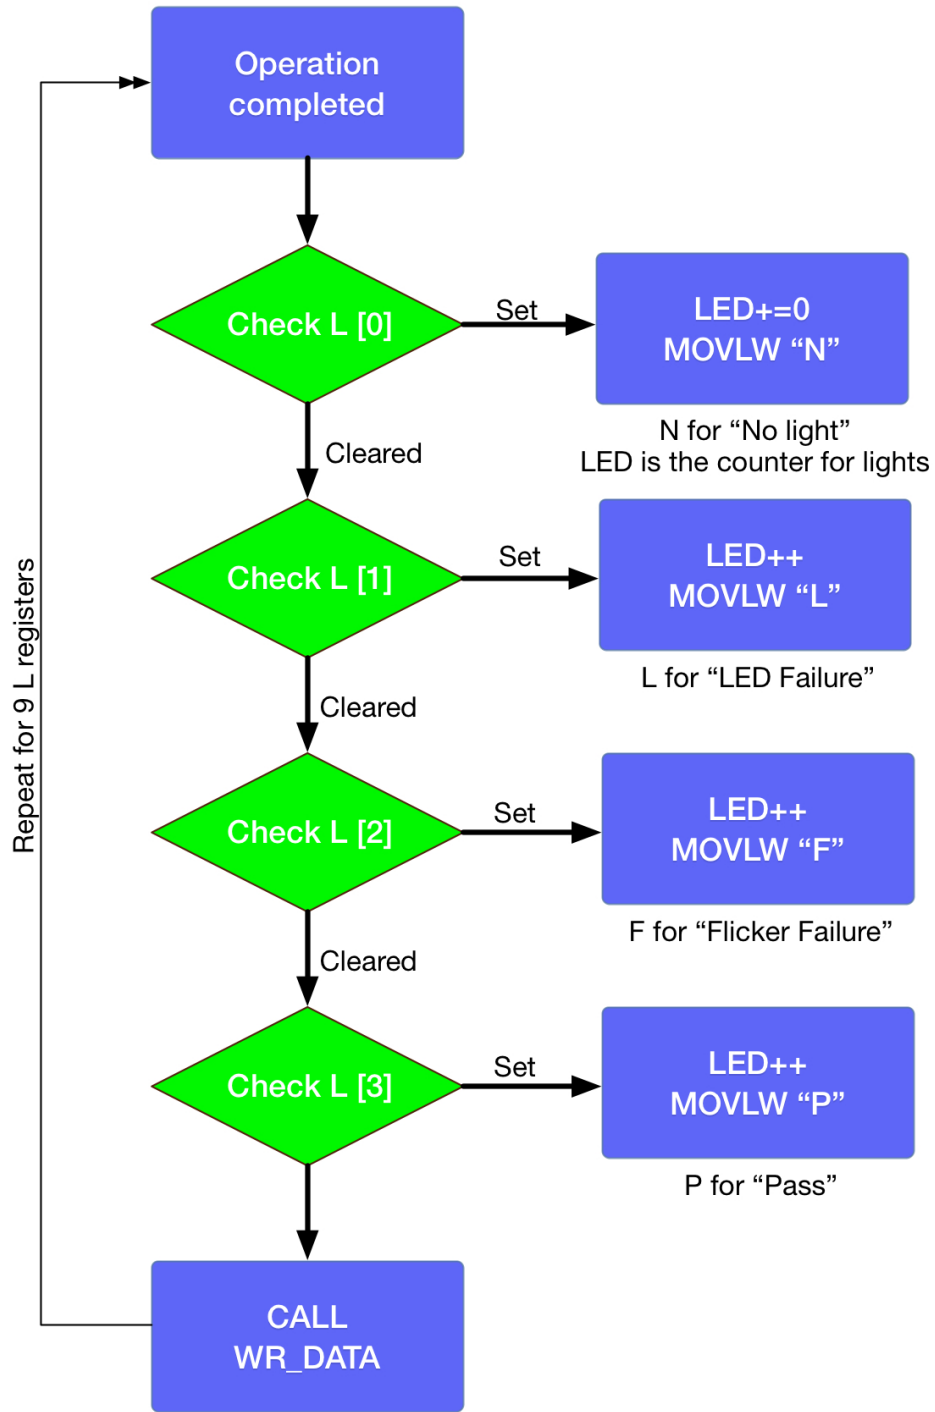 Operation
completed
Check L [0]
Set
LED+=0
MOVLW “N”
N for “No light”
LED is the counter for lights
Cleared
Check L [1]
Set
LED++
MOVLW “L”
L for “LED Failure”
Cleared
Check L [2]
Set
LED++
MOVLW “F”
F for “Flicker Failure”
Cleared
Check L [3]
Set
LED++
MOVLW “P”
P for “Pass”
CALL
WR_DATA
Repeat for 9 L registers